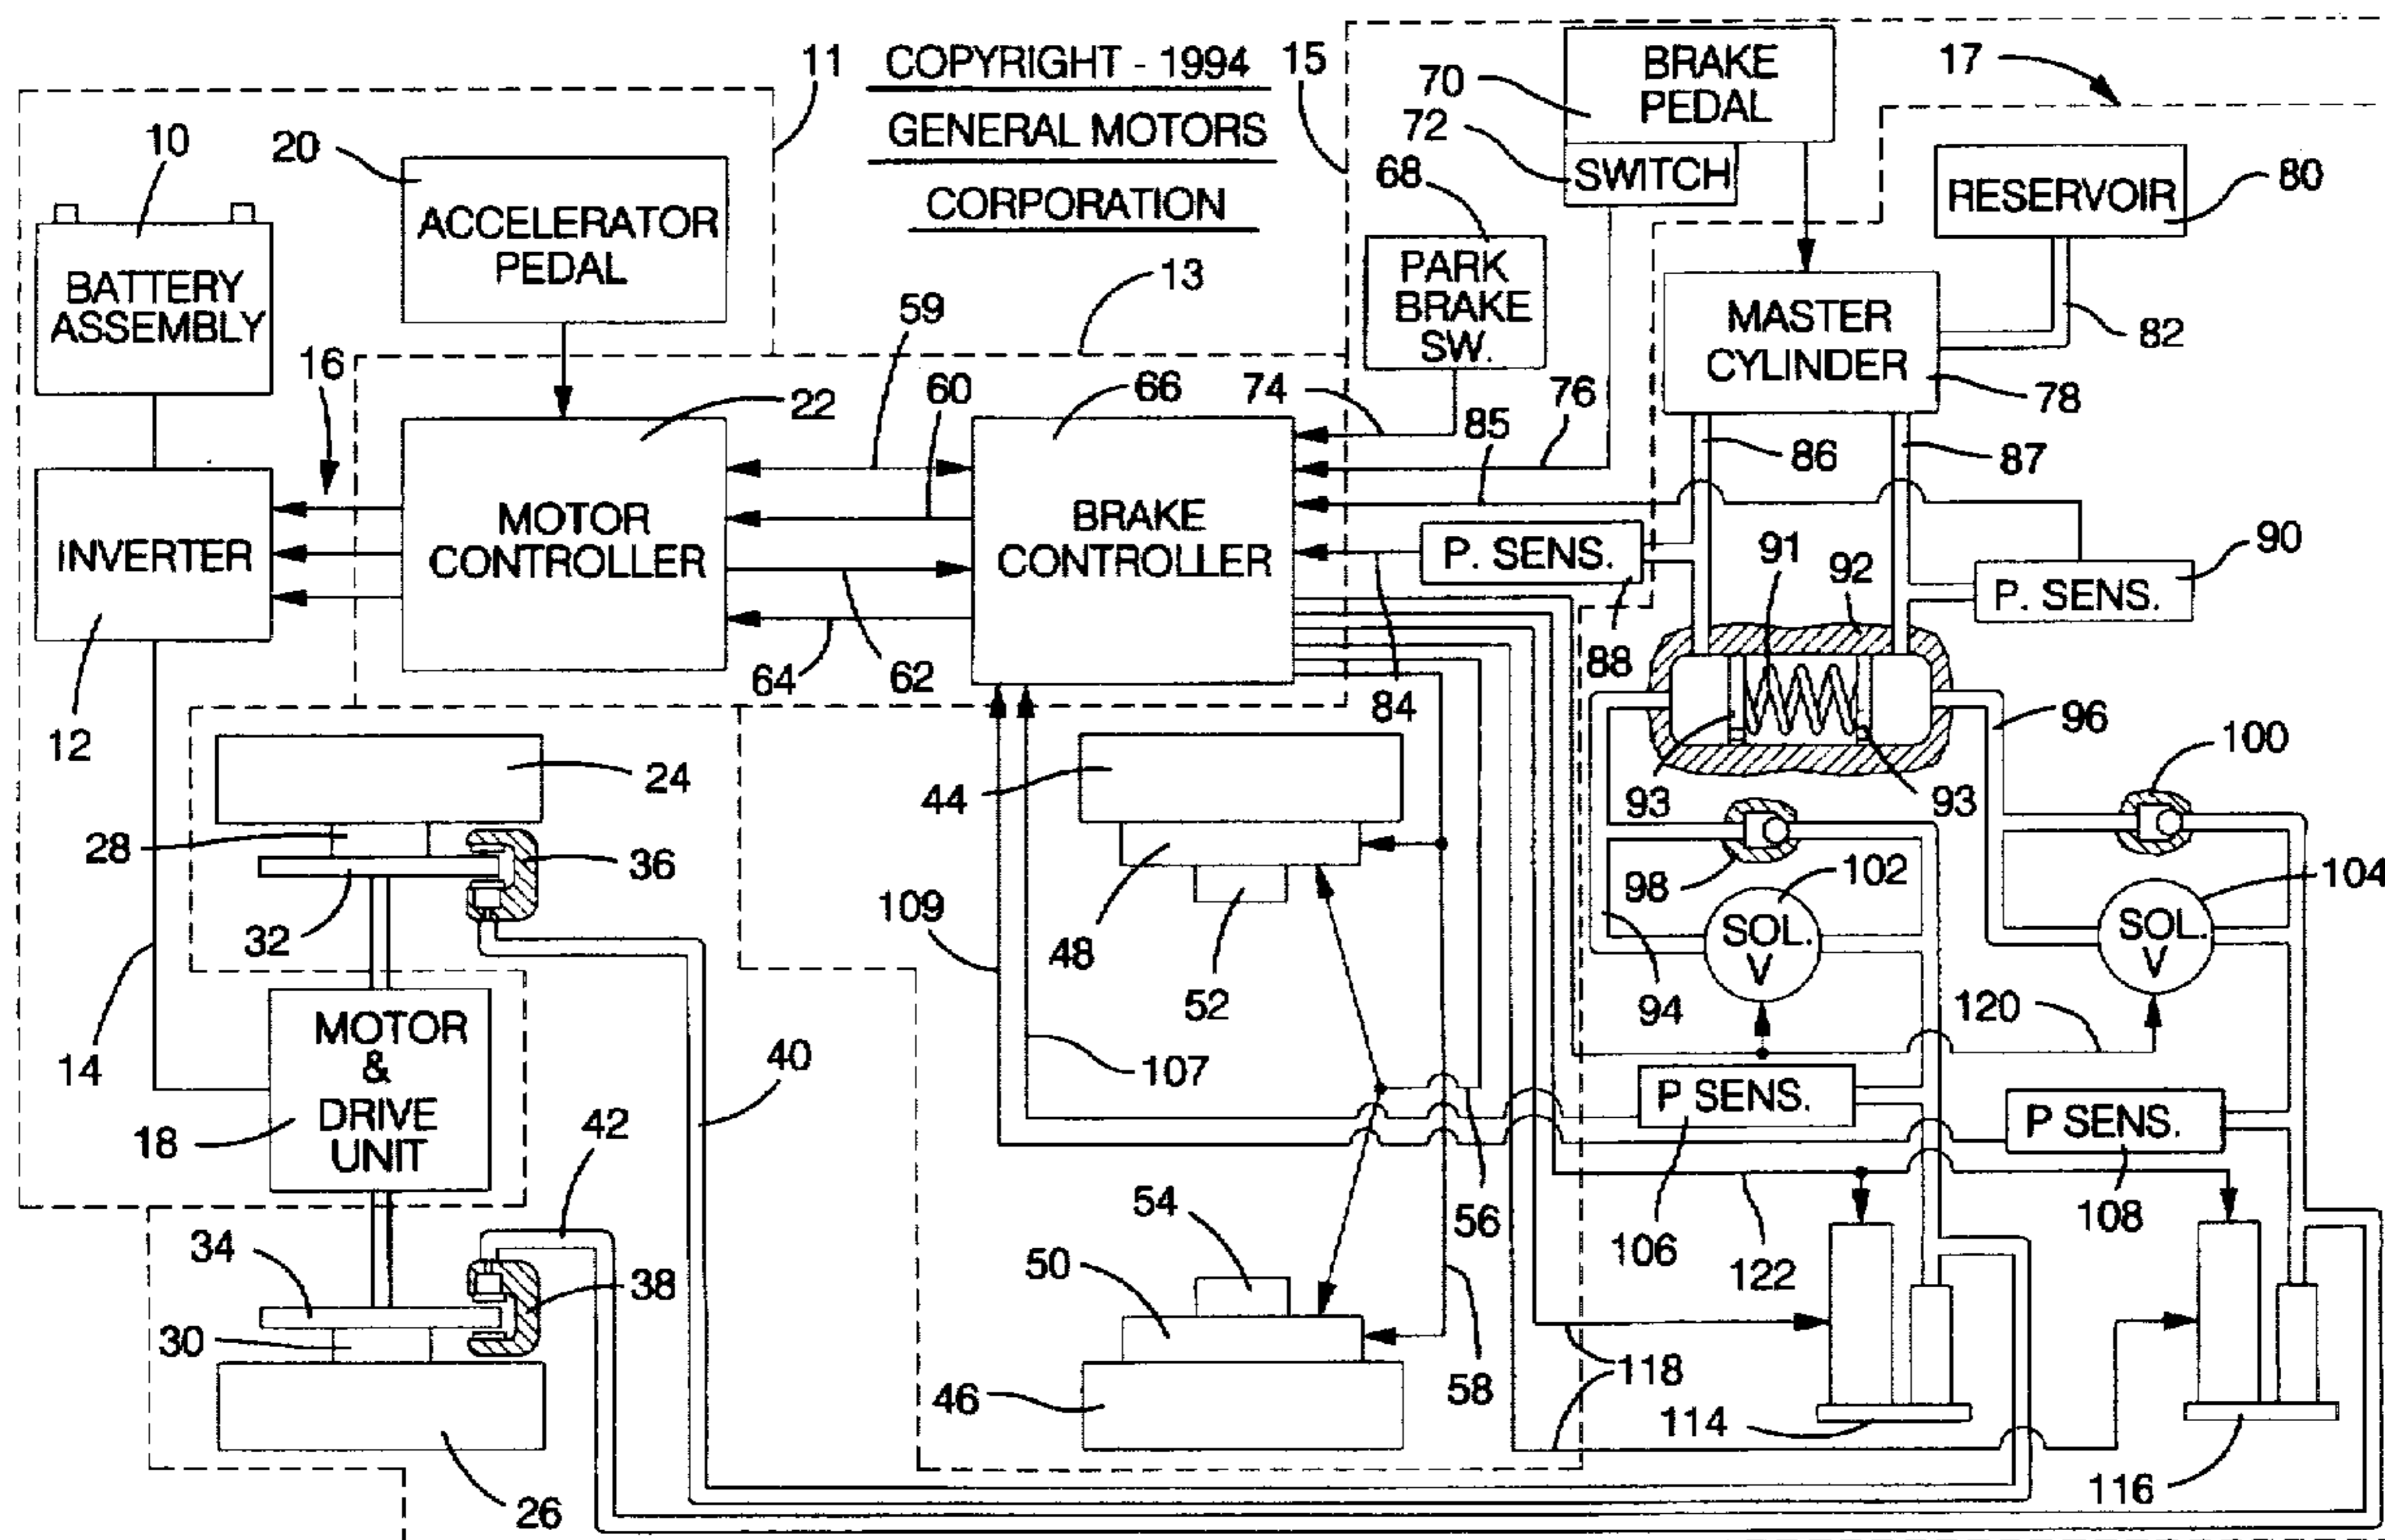 COPYRIGHT - 1994
GENERAL MOTORS
CORPORATION
11
15
17
10
20
ACCELERATOR
PEDAL
BATTERY
ASSEMBLY
70
BRAKE
PEDAL
72
SWITCH
68
PARK
BRAKE
SW.
RESERVOIR
80
MASTER
CYLINDER
82
78
13
59
16
22
60
66
74
76
85
86
87
INVERTER
MOTOR
CONTROLLER
BRAKE
CONTROLLER
P. SENS.
91
92
90
P. SENS.
12
64
62
84
88
96
100
24
44
93
93
28
36
98
102
104
32
109
48
52
SOL.
V
SOL.
V
94
120
14
MOTOR
&
DRIVE
UNIT
18
40
107
42
P SENS.
P SENS.
54
56
106
122
108
34
38
50
58
118
30
46
114
26
116